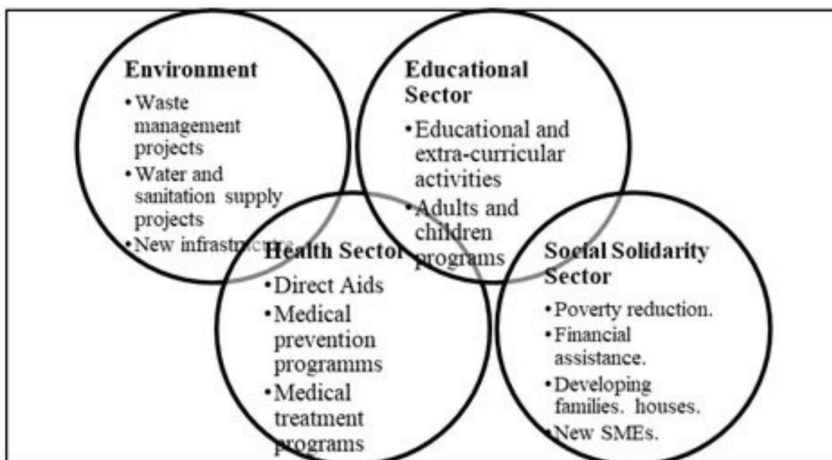 Environment
• Waste
management
projects
• Water and
sanitation supply
projects
• New infrastructure
Educational
Sector
• Educational and
extra-curricular
activities
• Adults and
children
programs
Health Sector
• Direct Aids
• Medical
prevention
programms
• Medical
treatment
programs
Social Solidarity
Sector
• Poverty reduction.
• Financial
assistance.
• Developing
families. houses.
• New SMEs.